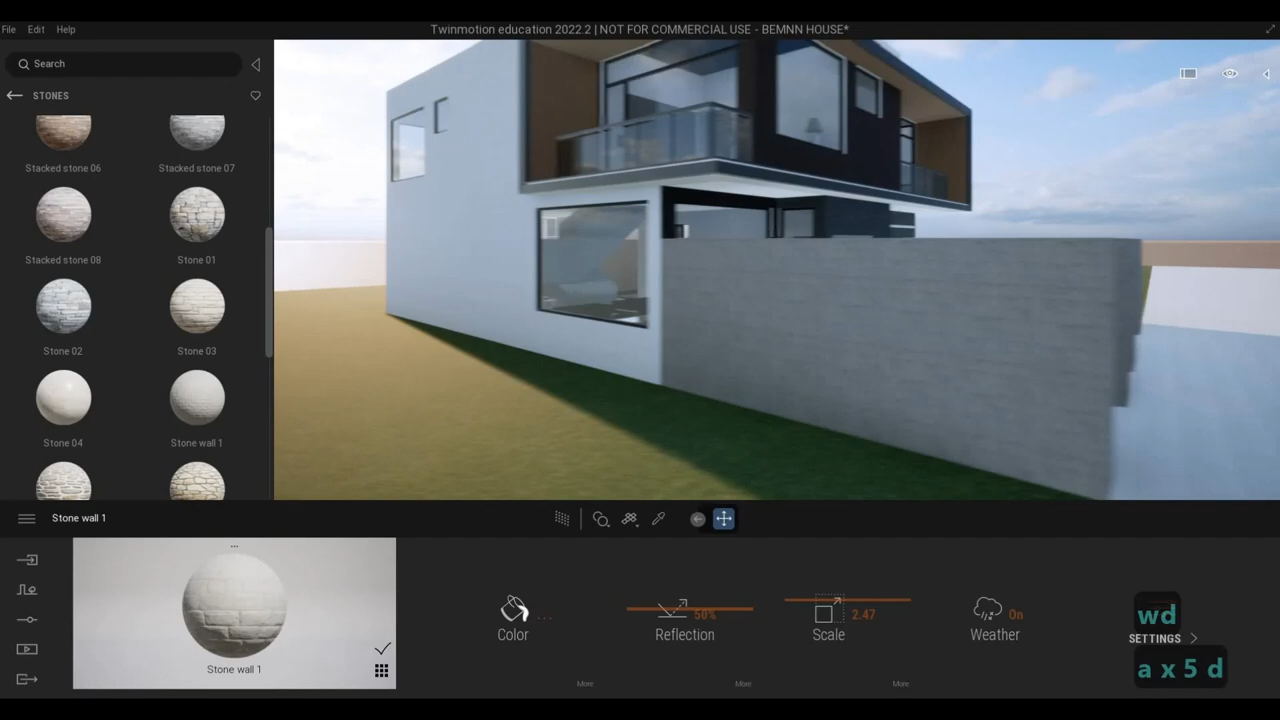 File Edit Help
Twinmotion education 2022.2 | NOT FOR COMMERCIAL USE - BEMNN HOUSE*
Search
STONES
Stacked stone 06 Stacked stone 07
Stacked stone 08 Stone 01
Stone 02 Stone 03
Stone 04 Stone wall 1
Stone wall 1
...
Stone wall 1
... 50% 2.47 On
Color Reflection Scale Weather
More More More
wd
SETTINGS
a x 5 d